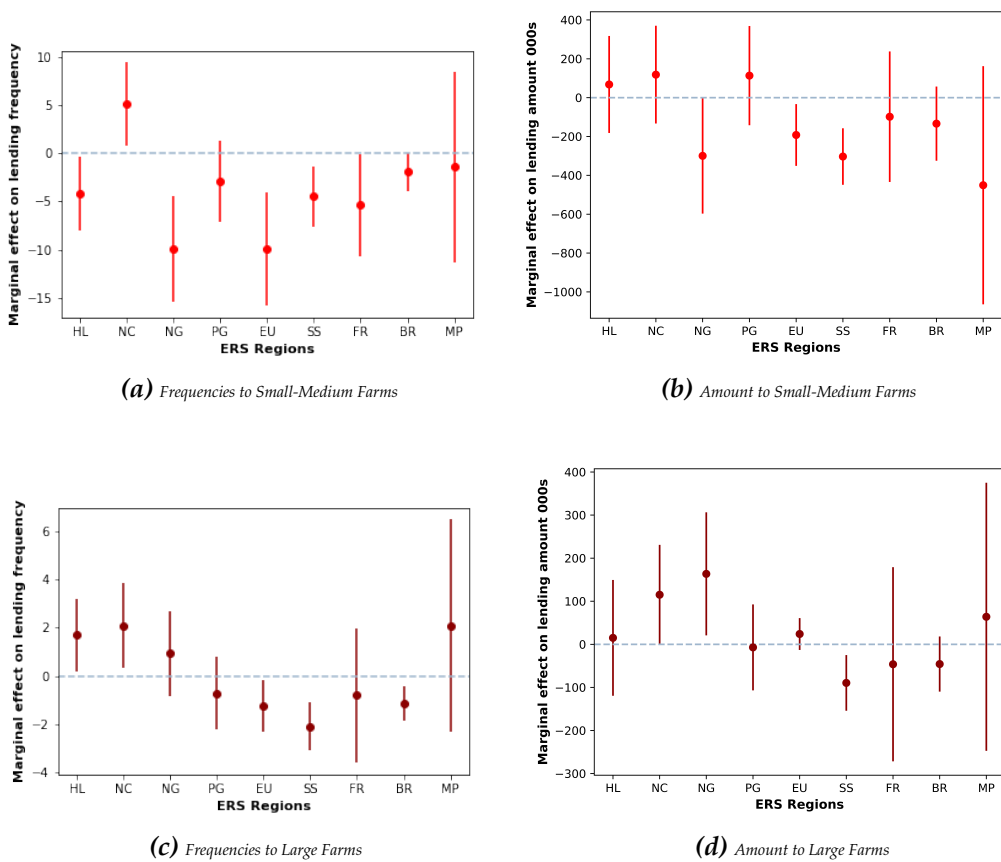 Marginal effect on lending frequency
10
5
0
−5
−10
−15
HL NC NG PG EU SS FR BR MP
ERS Regions
(a) Frequencies to Small-Medium Farms
Marginal effect on lending amount 000s
400
200
0
−200
−400
−600
−800
−1000
HL NC NG PG EU SS FR BR MP
ERS Regions
(b) Amount to Small-Medium Farms
Marginal effect on lending frequency
6
4
2
0
−2
−4
HL NC NG PG EU SS FR BR MP
ERS Regions
(c) Frequencies to Large Farms
Marginal effect on lending amount 000s
400
300
200
100
0
−100
−200
−300
HL NC NG PG EU SS FR BR MP
ERS Regions
(d) Amount to Large Farms